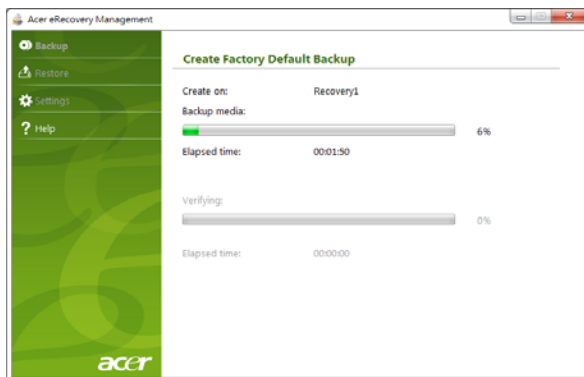 Acer eRecovery Management
Backup
Restore
Settings
Help
Create Factory Default Backup
Create on: Recovery1
Backup media:
6%
Elapsed time: 00:01:50
Verifying:
0%
Elapsed time: 00:00:00
acer